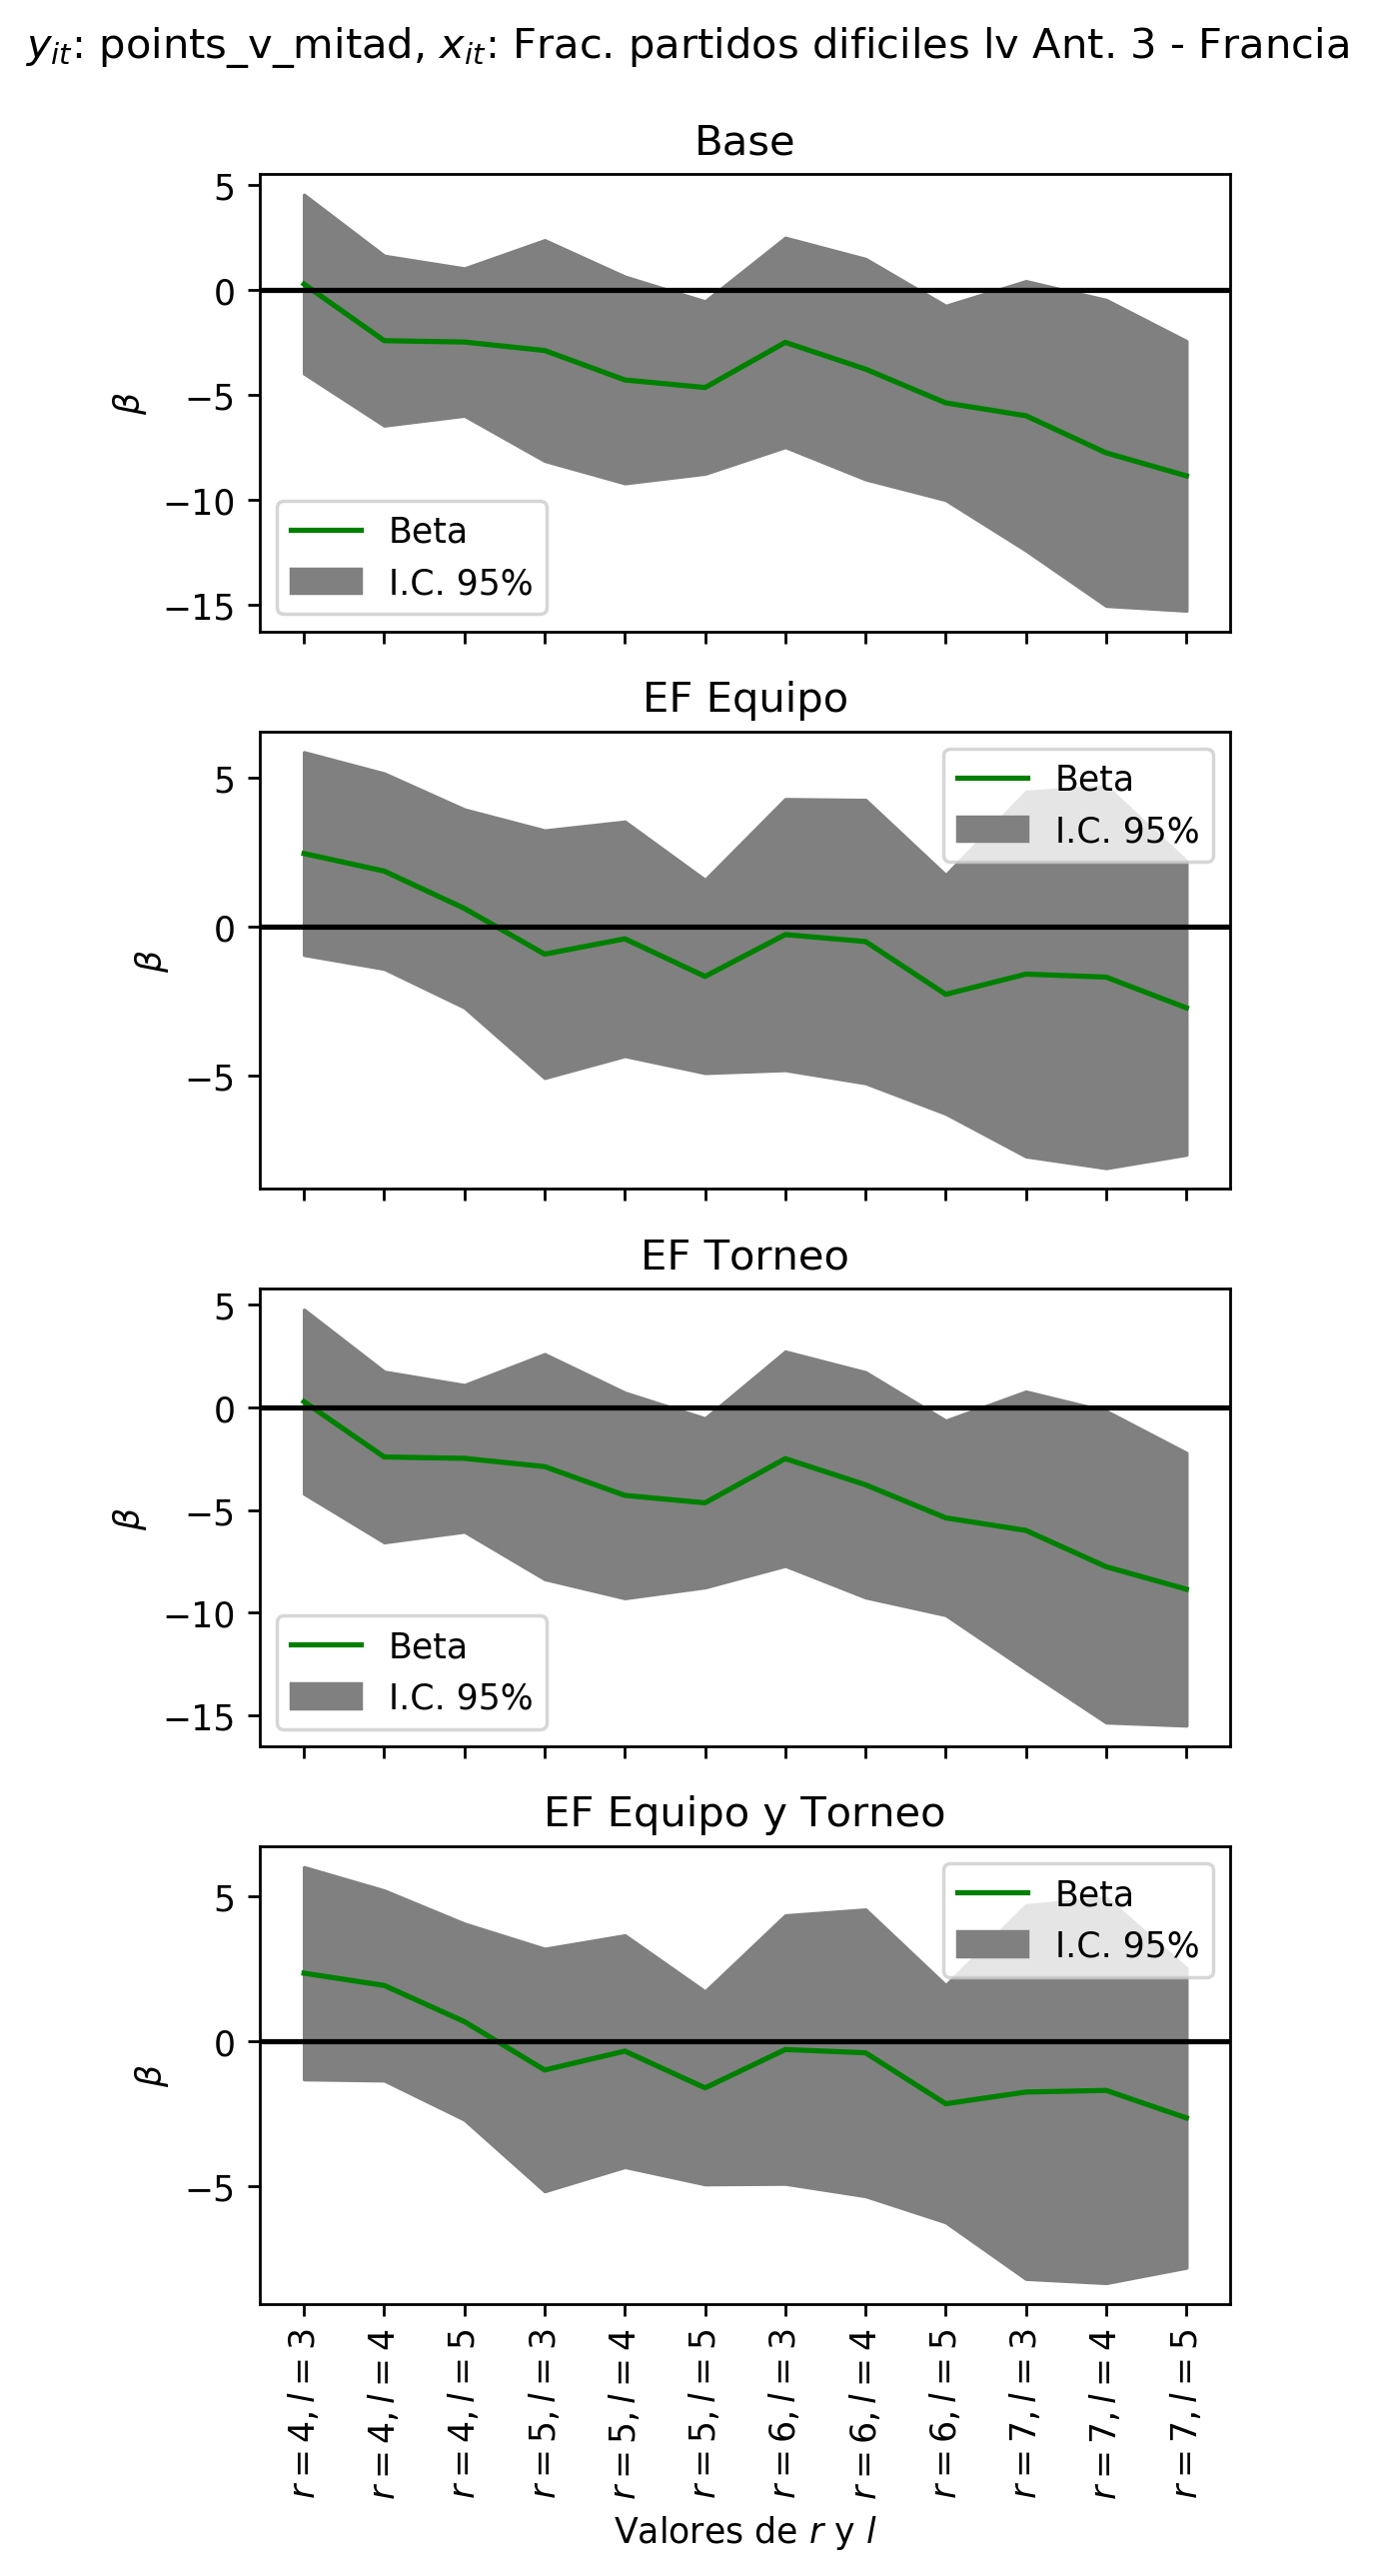 y_it: points_v_mitad, x_it: Frac. partidos dificiles lv Ant. 3 - Francia
Base
5
0
−5
−10
−15
β
Beta
I.C. 95%
EF Equipo
5
0
−5
β
Beta
I.C. 95%
EF Torneo
5
0
−5
−10
−15
β
Beta
I.C. 95%
EF Equipo y Torneo
5
0
−5
β
Beta
I.C. 95%
r = 4, l = 3
r = 4, l = 4
r = 4, l = 5
r = 5, l = 3
r = 5, l = 4
r = 5, l = 5
r = 6, l = 3
r = 6, l = 4
r = 6, l = 5
r = 7, l = 3
r = 7, l = 4
r = 7, l = 5
Valores de r y l